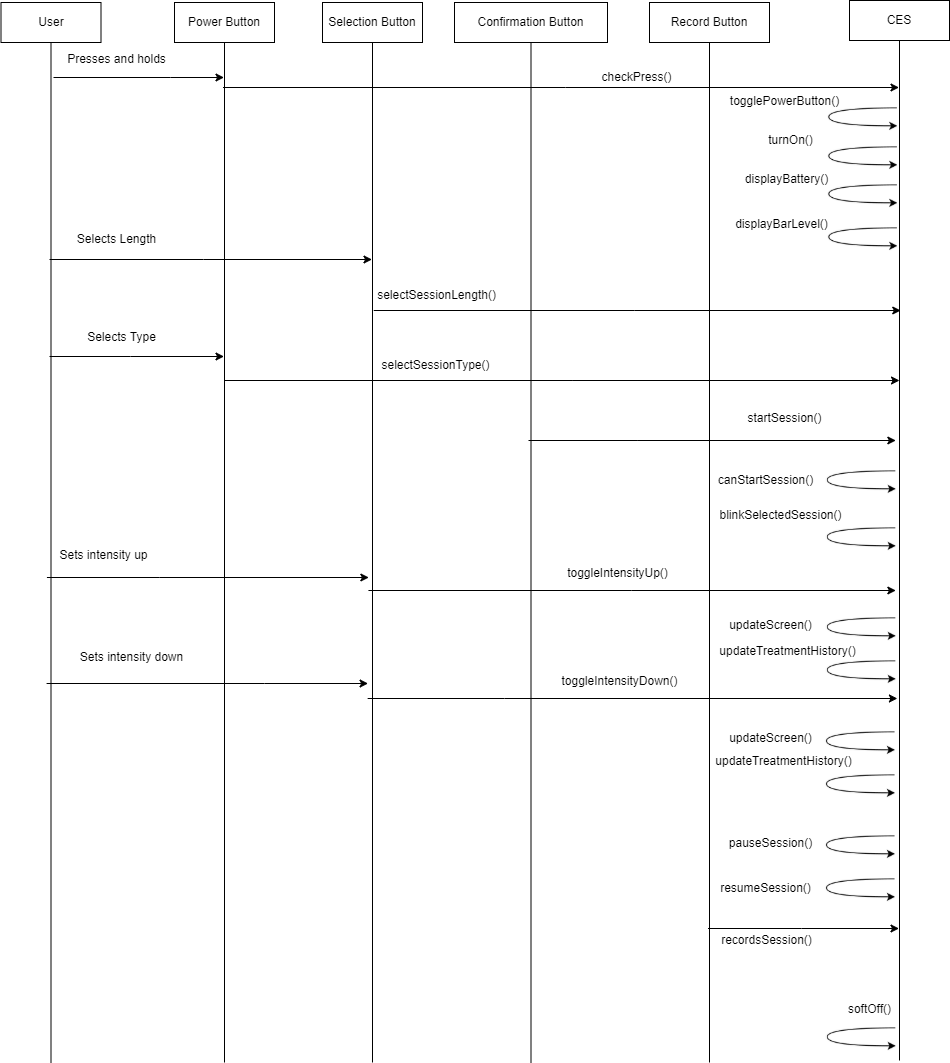 User
Power Button
Selection Button
Confirmation Button
Record Button
CES
Presses and holds
checkPress()
togglePowerButton()
turnOn()
displayBattery()
displayBarLevel()
Selects Length
selectSessionLength()
Selects Type
selectSessionType()
startSession()
canStartSession()
blinkSelectedSession()
Sets intensity up
toggleIntensityUp()
updateScreen()
updateTreatmentHistory()
Sets intensity down
toggleIntensityDown()
updateScreen()
updateTreatmentHistory()
pauseSession()
resumeSession()
recordsSession()
softOff()